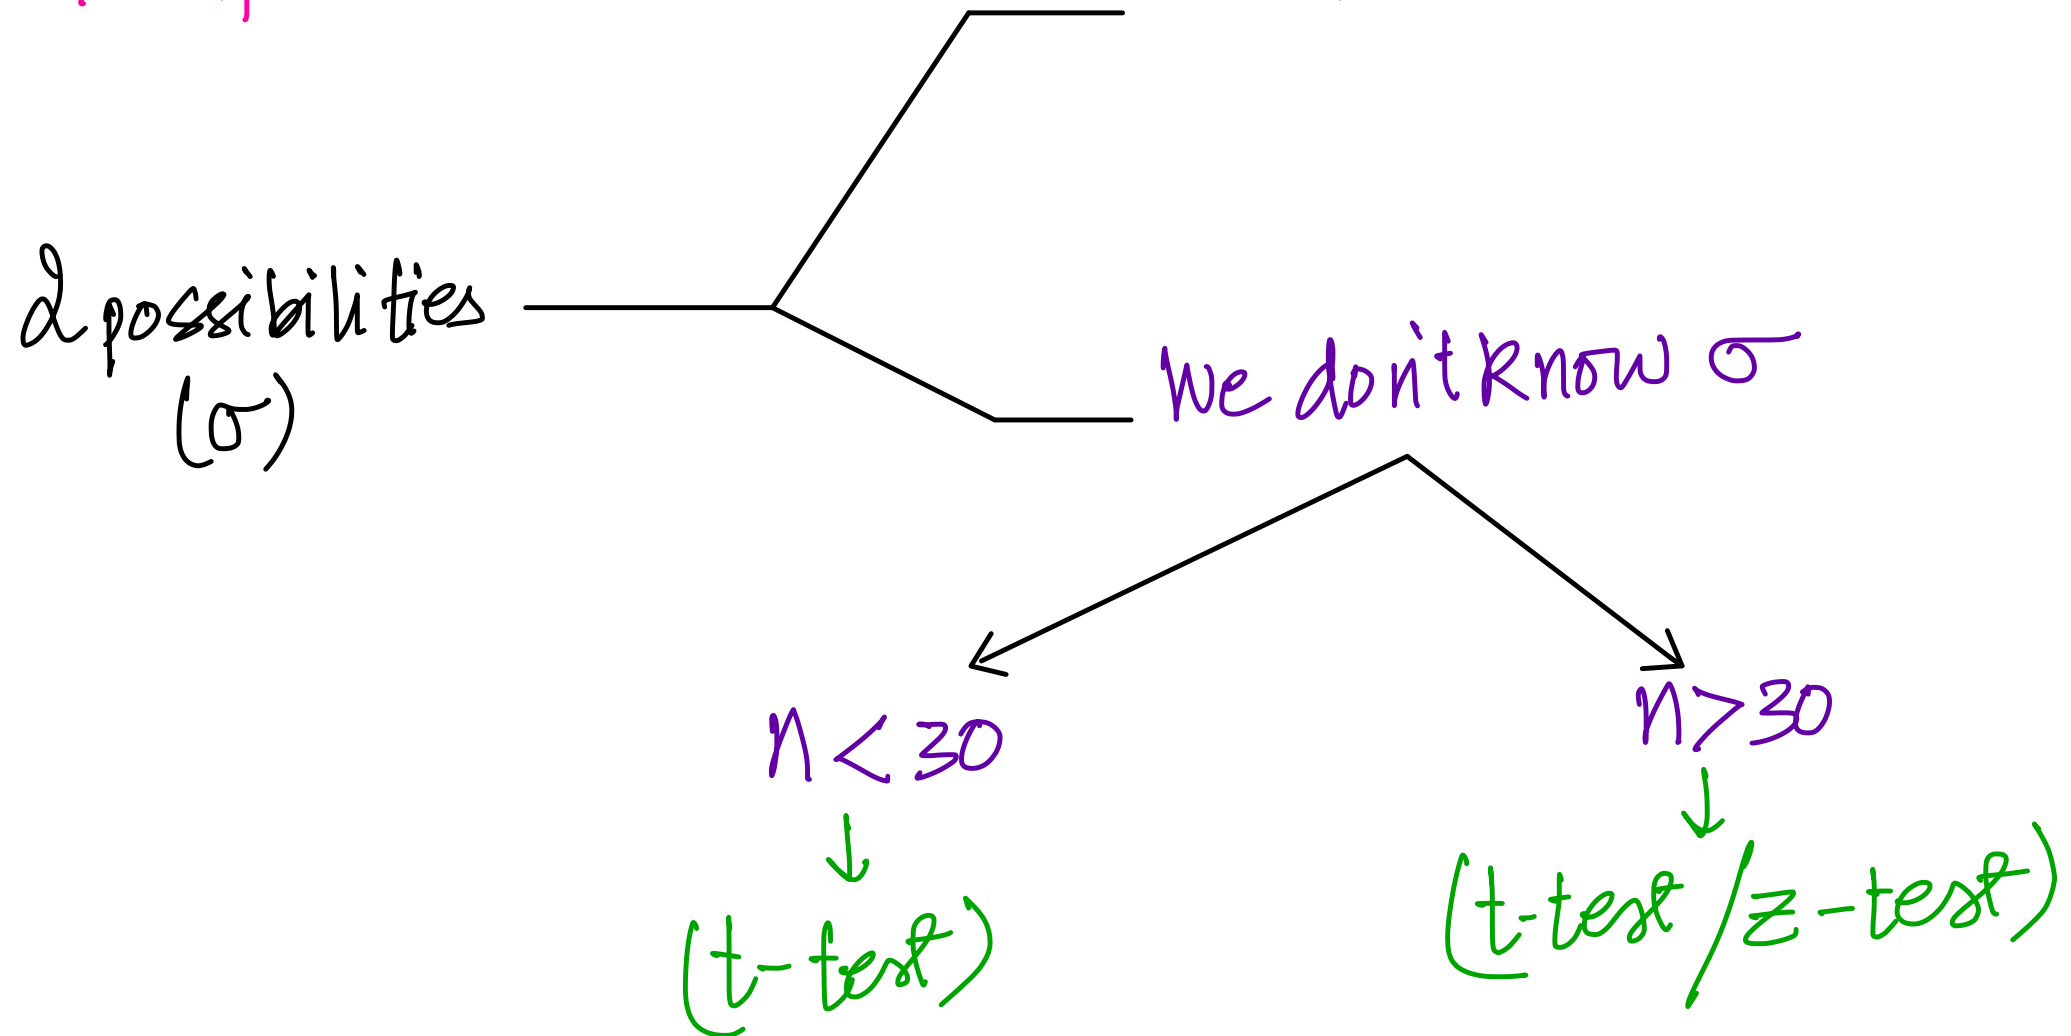 2 possibilities
(σ)
We don't know σ
n < 30
n > 30
(t-test)
(t-test/z-test)